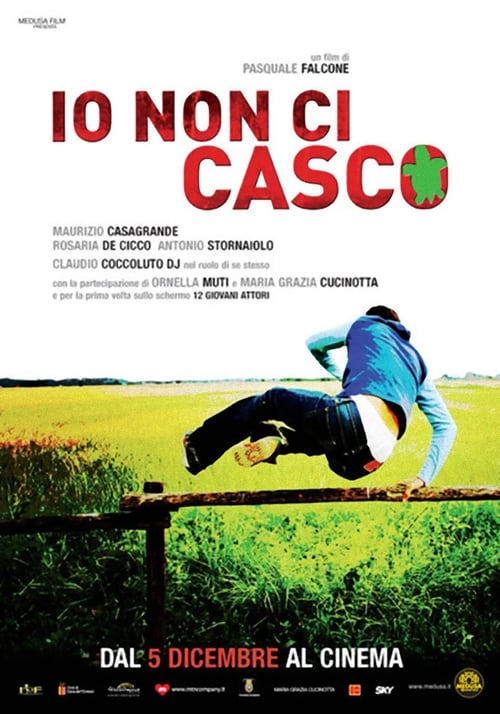 MEDUSA FILM
PRESENTA
un film di
PASQUALE FALCONE
IO NON CI
CASCO
MAURIZIO CASAGRANDE
ROSARIA DE CICCO ANTONIO STORNAIOLO
CLAUDIO COCCOLUTO DJ nel ruolo di se stesso
con la partecipazione di ORNELLA MUTI e MARIA GRAZIA CUCINOTTA
e per la prima volta sullo schermo 12 GIOVANI ATTORI
DAL 5 DICEMBRE AL CINEMA
www.mtncompany.it
MARIA GRAZIA CUCINOTTA
SKY
www.medusa.it
MEDUSA